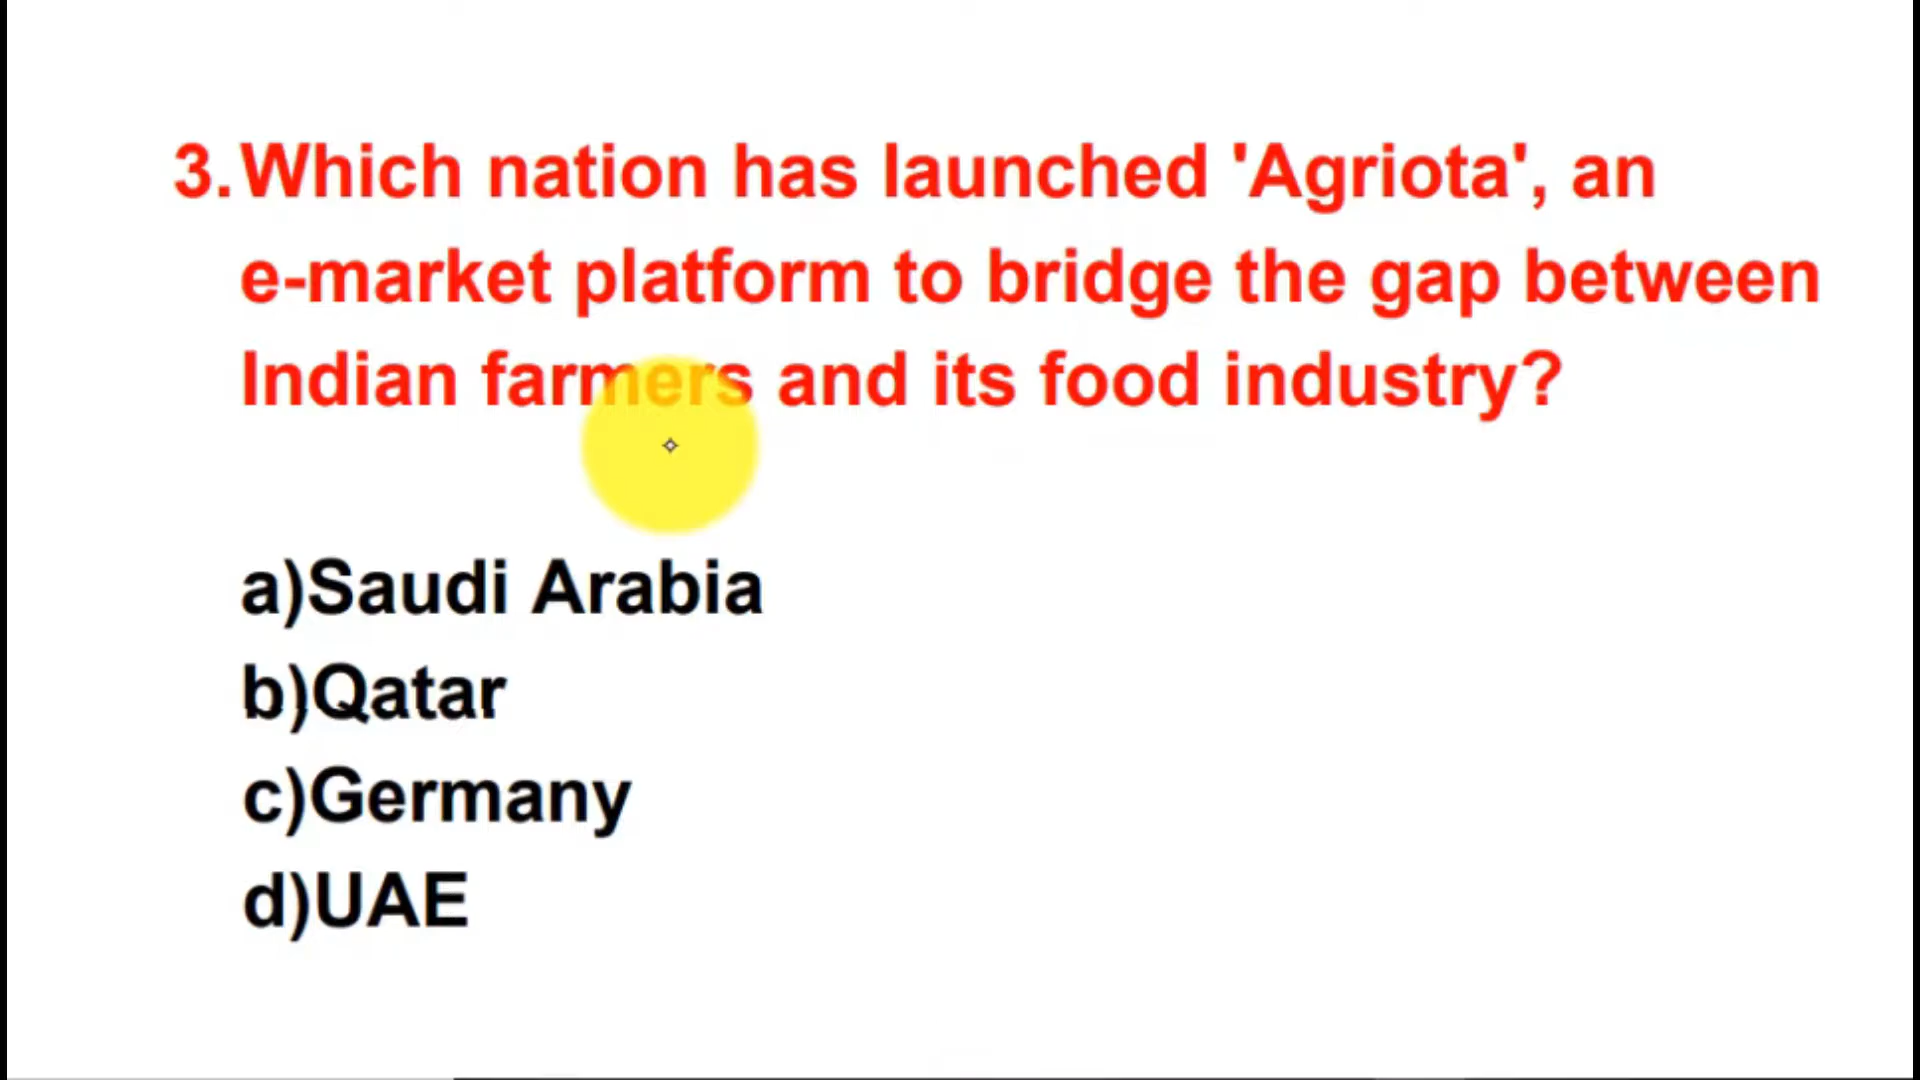 3.Which nation has launched 'Agriota', an
e-market platform to bridge the gap between
Indian farmers and its food industry?
a)Saudi Arabia
b)Qatar
c)Germany
d)UAE